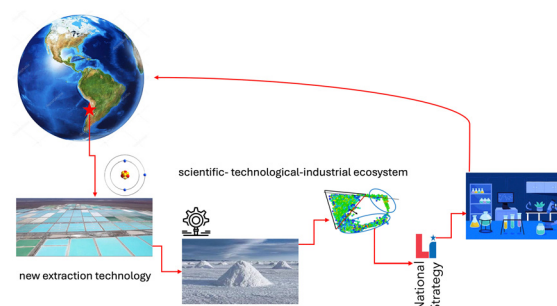 scientific- technological-industrial ecosystem
new extraction technology
Li
National
Strategy